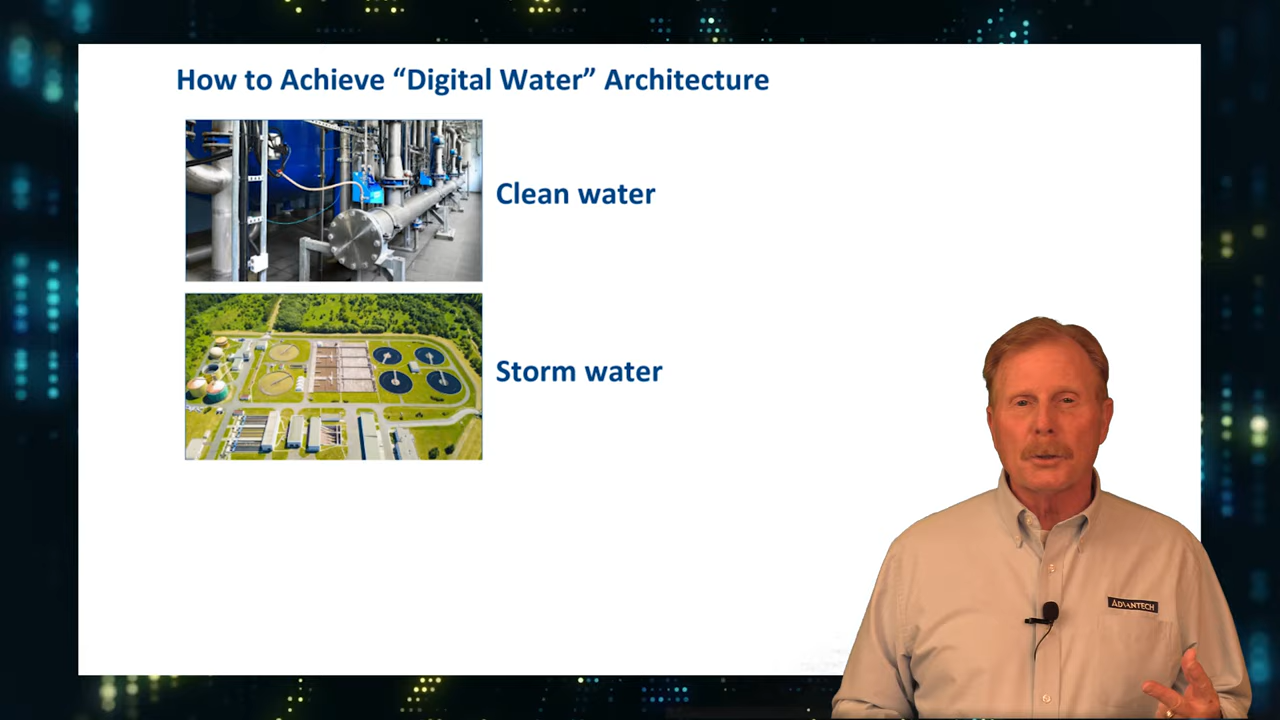 How to Achieve “Digital Water” Architecture
Clean water
Storm water
ADVANTECH